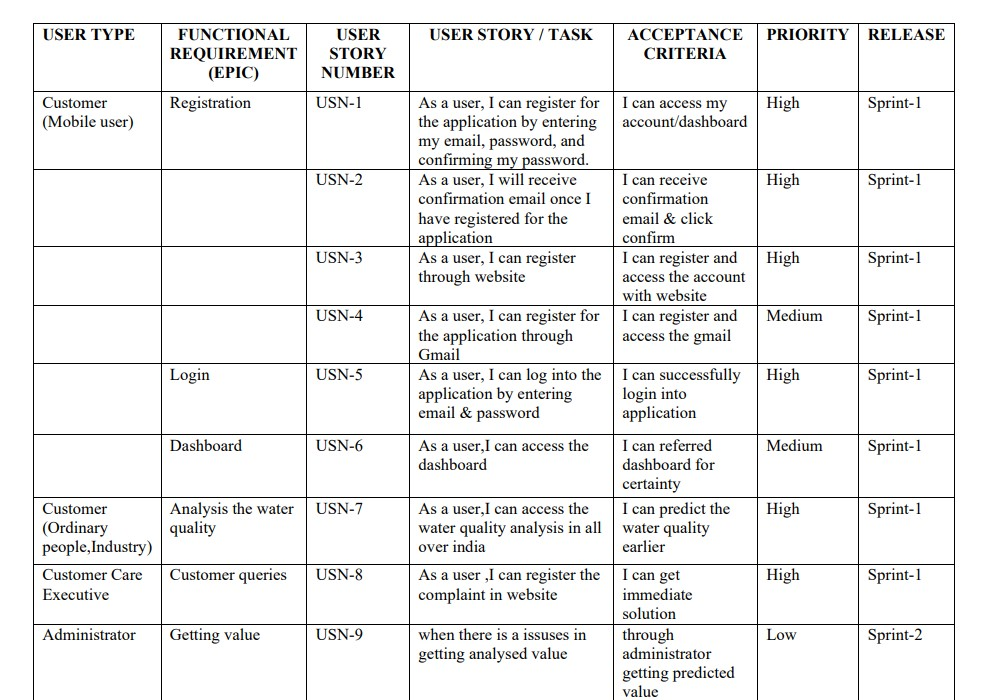 USER TYPE
FUNCTIONAL
REQUIREMENT
(EPIC)
USER
STORY
NUMBER
USER STORY / TASK
ACCEPTANCE
CRITERIA
PRIORITY
RELEASE
Customer
(Mobile user)
Registration
USN-1
As a user, I can register for
the application by entering
my email, password, and
confirming my password.
I can access my
account/dashboard
High
Sprint-1
USN-2
As a user, I will receive
confirmation email once I
have registered for the
application
I can receive
confirmation
email & click
confirm
High
Sprint-1
USN-3
As a user, I can register
through website
I can register and
access the account
with website
High
Sprint-1
USN-4
As a user, I can register for
the application through
Gmail
I can register and
access the gmail
Medium
Sprint-1
Login
USN-5
As a user, I can log into the
application by entering
email & password
I can successfully
login into
application
High
Sprint-1
Dashboard
USN-6
As a user,I can access the
dashboard
I can referred
dashboard for
certainty
Medium
Sprint-1
Customer
(Ordinary
people,Industry)
Analysis the water
quality
USN-7
As a user,I can access the
water quality analysis in all
over india
I can predict the
water quality
earlier
High
Sprint-1
Customer Care
Executive
Customer queries
USN-8
As a user ,I can register the
complaint in website
I can get
immediate
solution
High
Sprint-1
Administrator
Getting value
USN-9
when there is a issuses in
getting analysed value
through
administrator
getting predicted
value
Low
Sprint-2